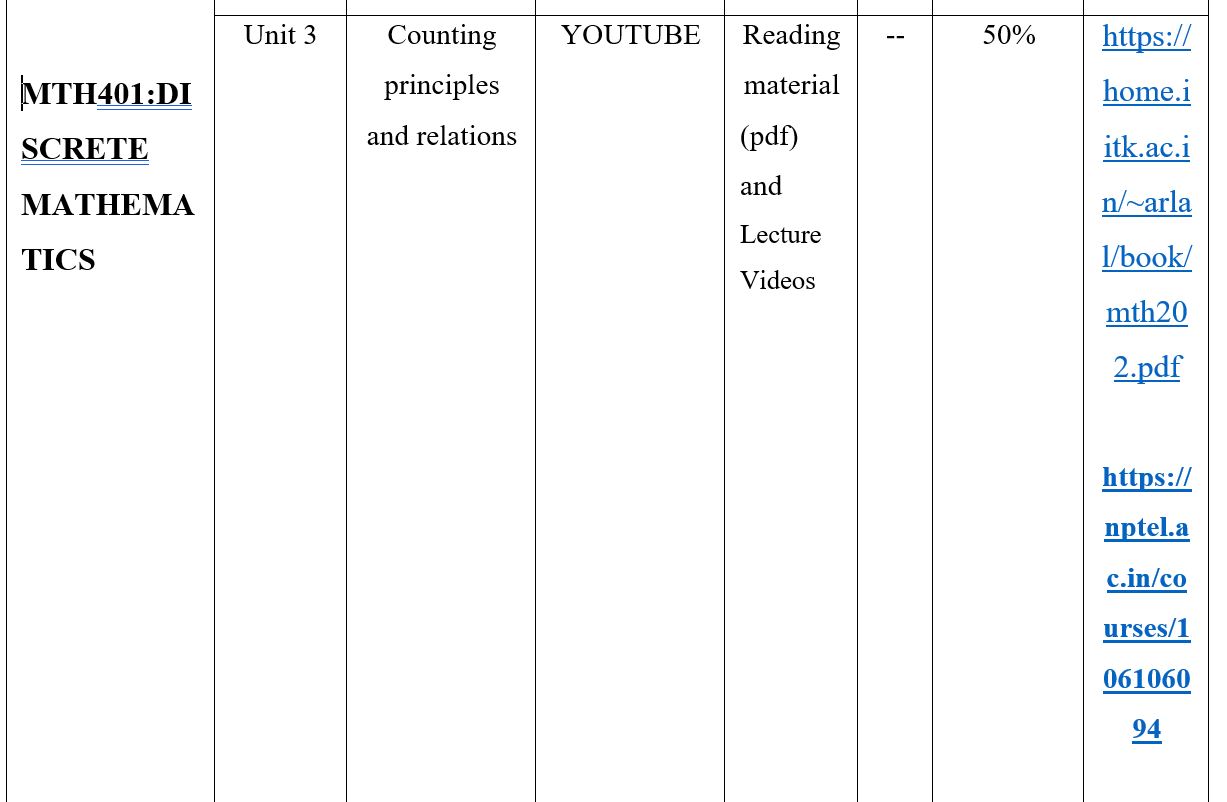 MTH401:DI
SCRETE
MATHEMA
TICS
Unit 3
Counting
principles
and relations
YOUTUBE
Reading
material
(pdf)
and
Lecture
Videos
--
50%
https://
home.i
itk.ac.i
n/~arla
l/book/
mth20
2.pdf
https://
nptel.a
c.in/co
urses/1
061060
94